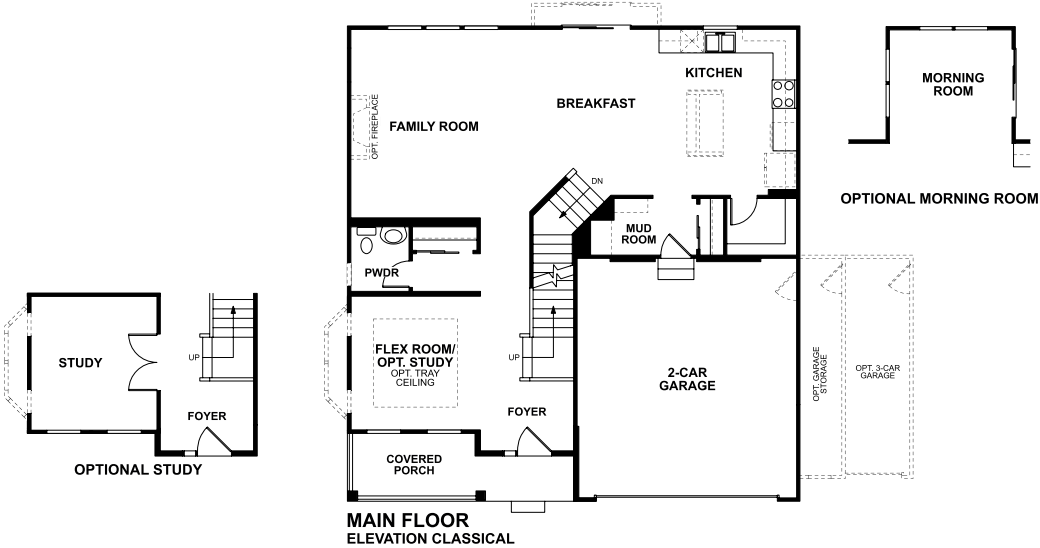 KITCHEN
BREAKFAST
FAMILY ROOM
OPT. FIREPLACE
DN
MORNING
ROOM
OPTIONAL MORNING ROOM
MUD
ROOM
PWDR
UP
FLEX ROOM/
OPT. STUDY
OPT. TRAY
CEILING
2-CAR
GARAGE
OPT. GARAGE
STORAGE
OPT. 3-CAR
GARAGE
FOYER
COVERED
PORCH
STUDY
UP
FOYER
OPTIONAL STUDY
MAIN FLOOR
ELEVATION CLASSICAL